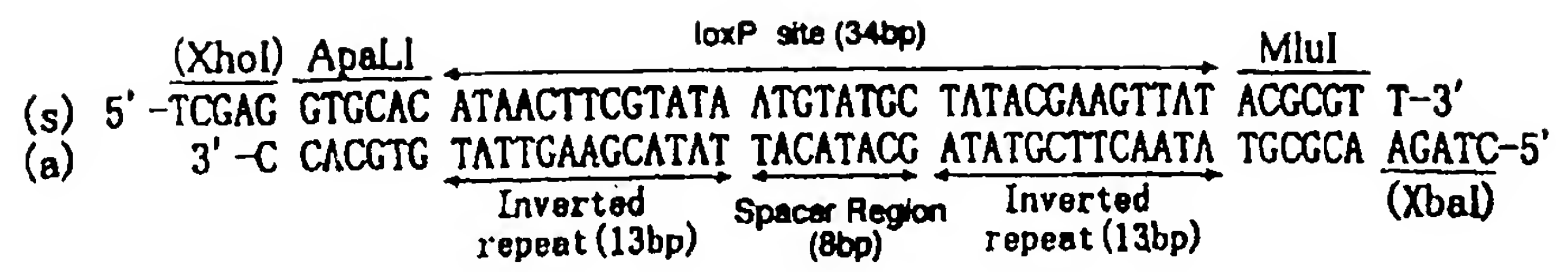 loxP site (34bp)
(XhoI) ApaLI MluI
(s) 5' -TCGAG GTGCAC ATAACTTCGTATA ATGTATGC TATACGAAGTTAT ACGCGT T-3'
(a) 3' -C CACGTG TATTGAAGCATAT TACATACG ATATGCTTCAATA TGCGCA AGATC-5'
Inverted Spacer Region Inverted (XbaI)
repeat (13bp) (8bp) repeat (13bp)